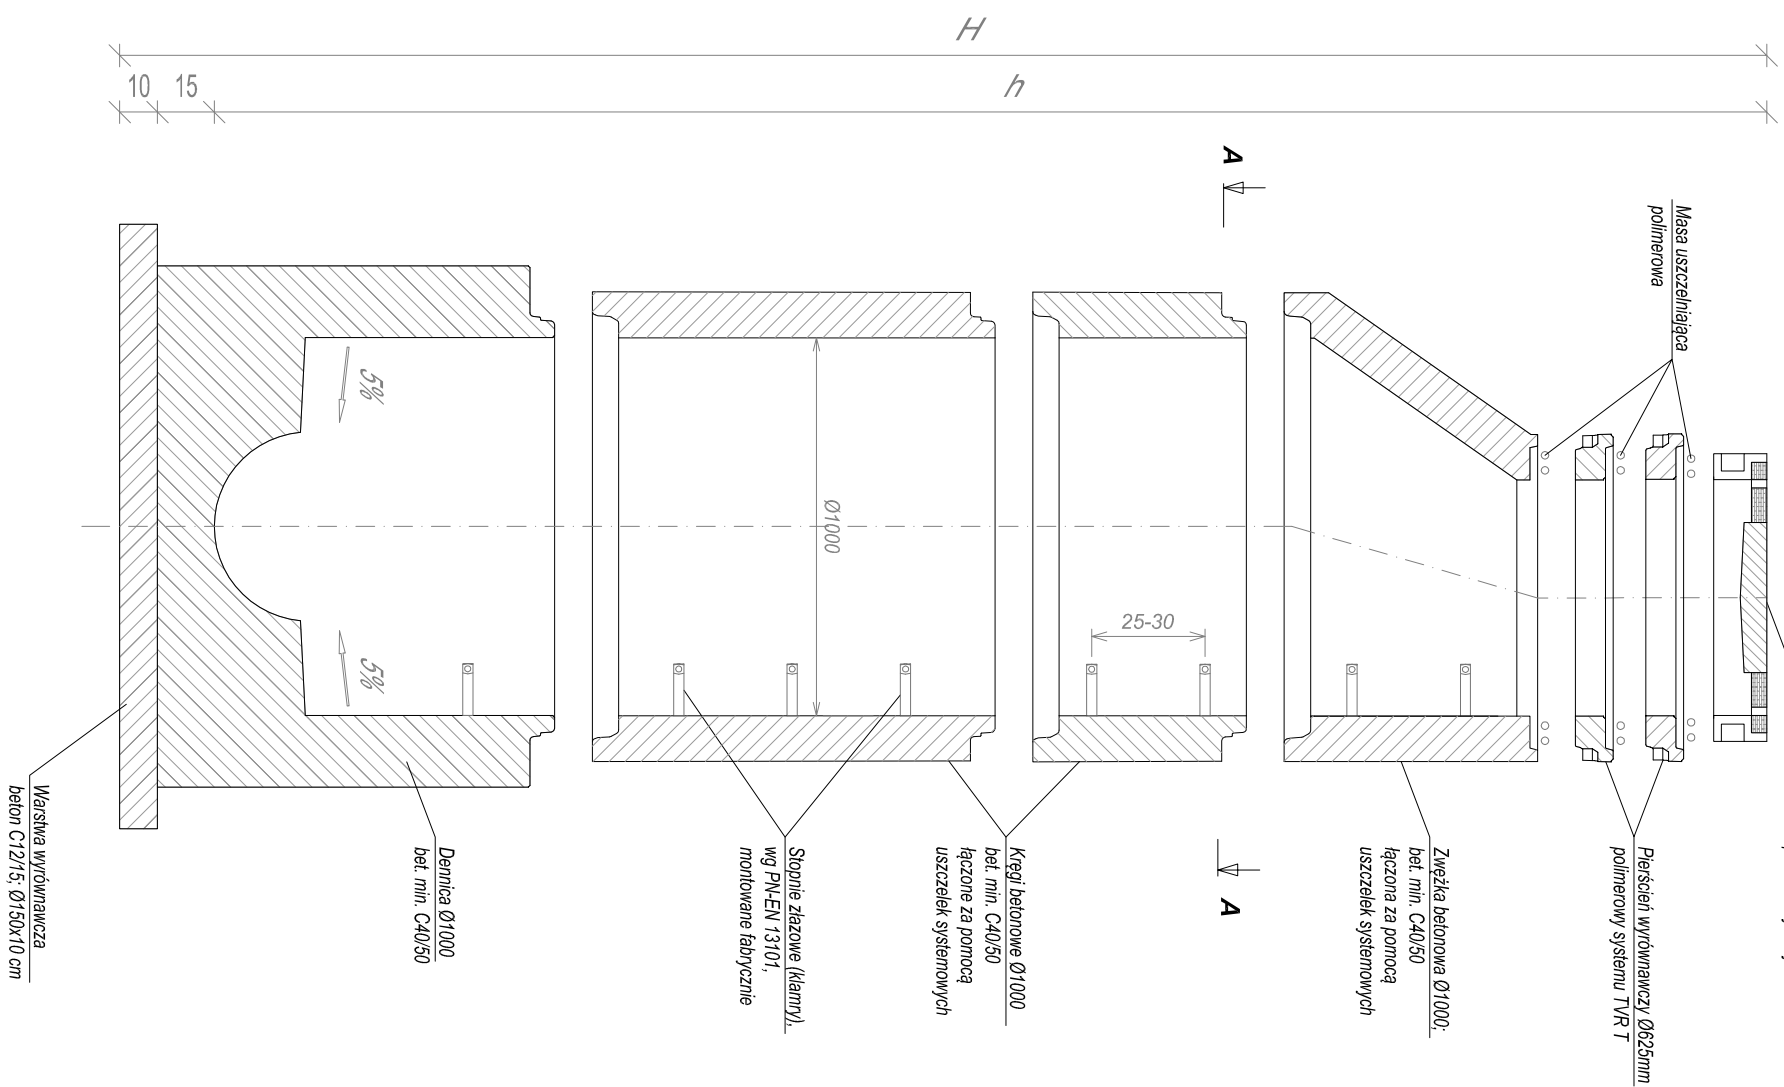 H
10
15
h
A
Masa uszczelniająca
polimerowa
5%
5%
Ø1000
25-30
Pierścień wyrównawczy Ø625mm
polimerowy systemu TVR T
Zwężka betonowa Ø1000;
bet. min. C40/50
łączona za pomocą
uszczelek systemowych
A
Kręgi betonowe Ø1000
bet. min. C40/50
łączone za pomocą
uszczelek systemowych
Stopnie złazowe (klamry),
wg PN-EN 13101,
montowane fabrycznie
Dennica Ø1000
bet. min. C40/50
Warstwa wyrównawcza
beton C12/15; Ø150x10 cm